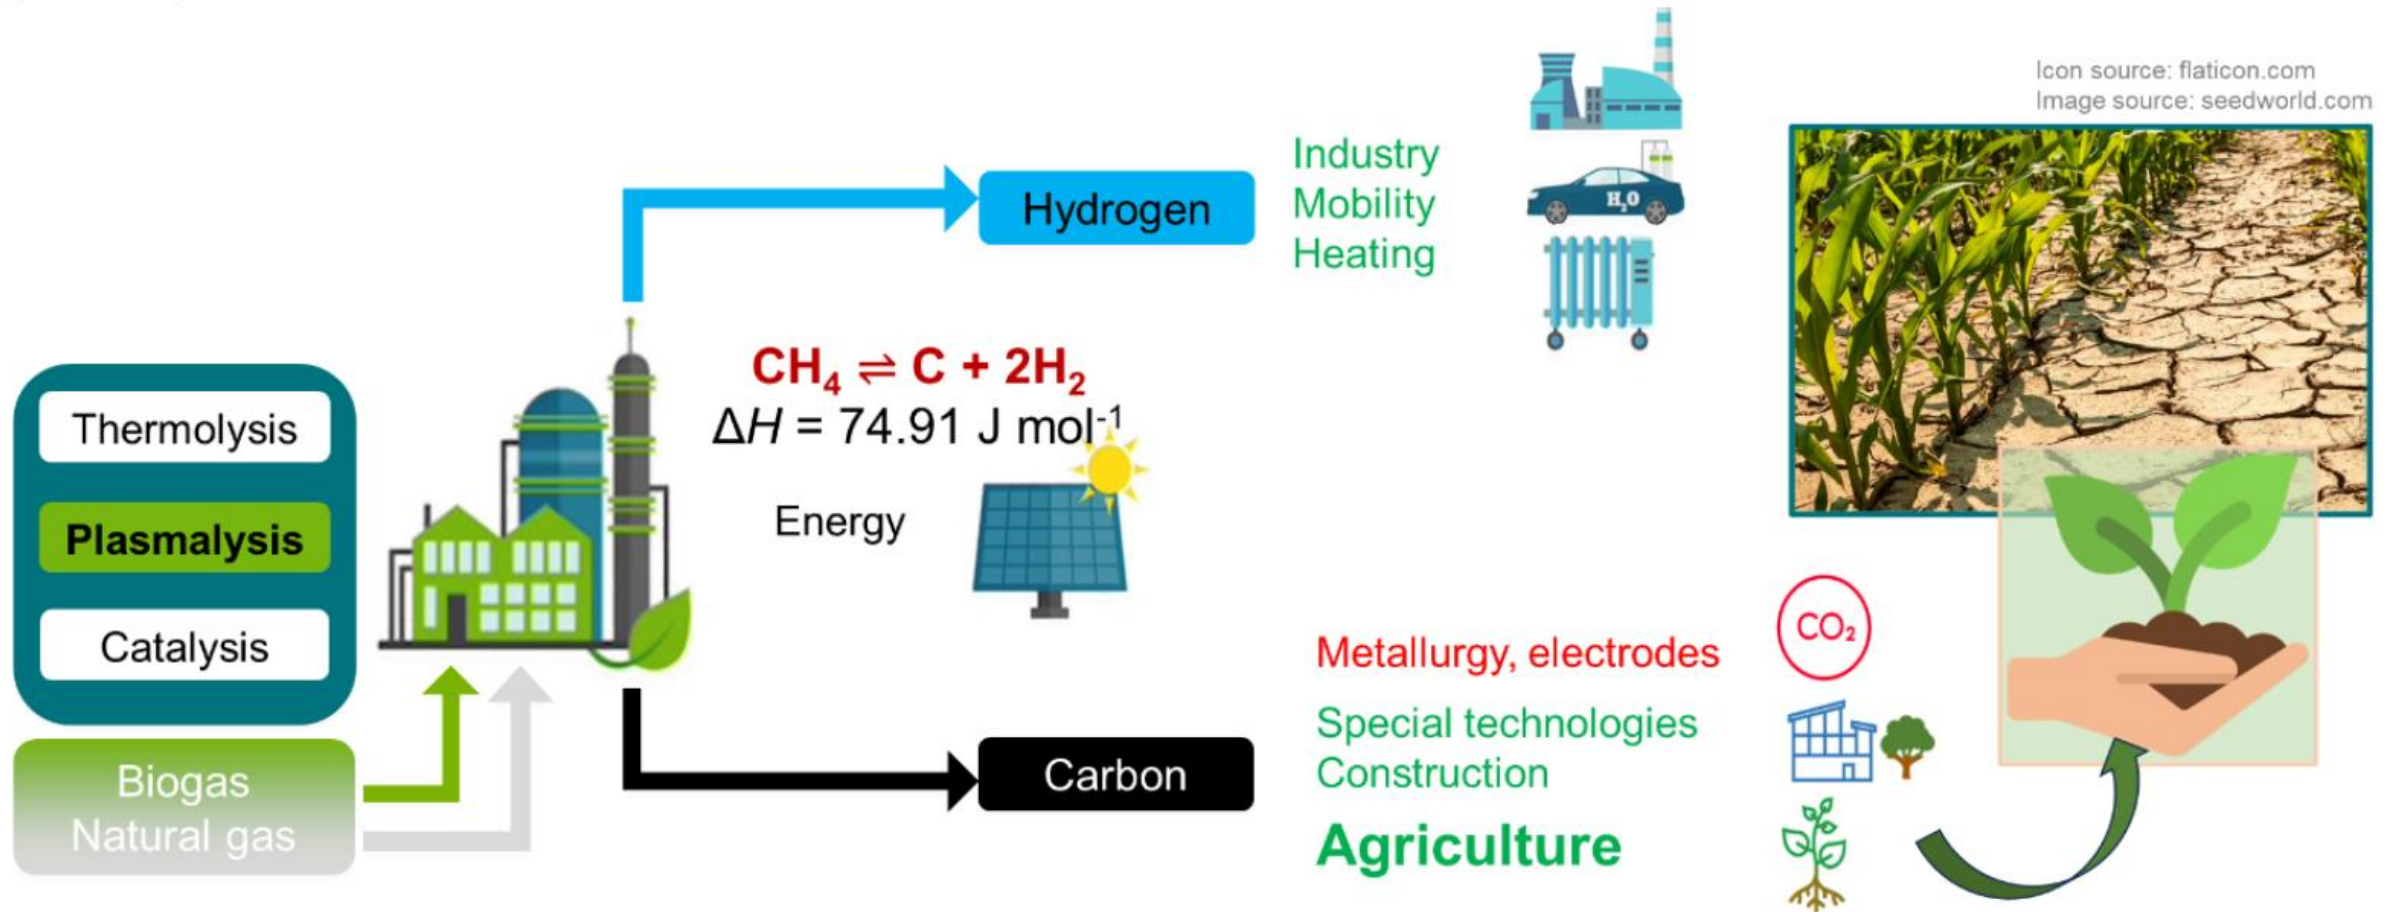 Icon source: flaticon.com
Image source: seedworld.com
Industry
Mobility
Heating
H₂O
Hydrogen
CH₄ ⇌ C + 2H₂
ΔH = 74.91 J mol⁻¹
Energy
Thermolysis
Plasmalysis
Catalysis
Biogas
Natural gas
Carbon
Metallurgy, electrodes
CO₂
Special technologies
Construction
Agriculture